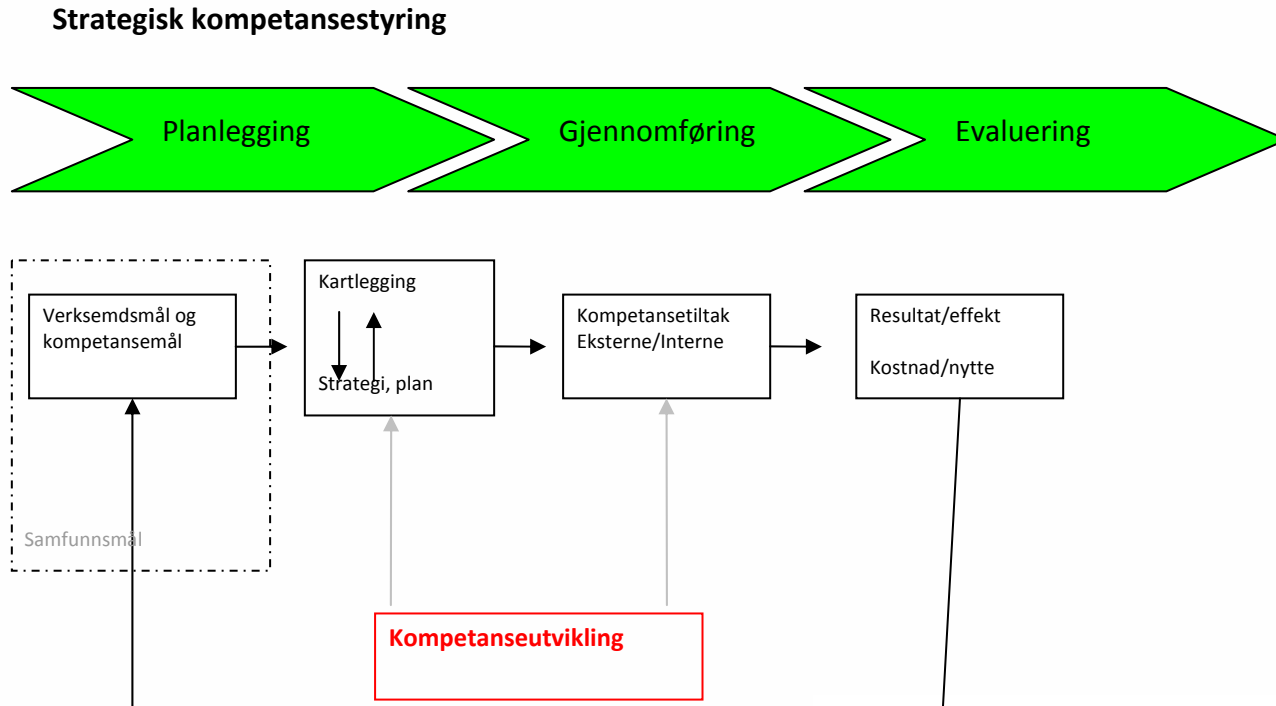 Strategisk kompetansestyring
Planlegging
Gjennomføring
Evaluering
Verksemdsmål og
kompetansemål
Samfunnsmål
Kartlegging
Strategi, plan
Kompetansetiltak
Eksterne/Interne
Resultat/effekt
Kostnad/nytte
Kompetanseutvikling